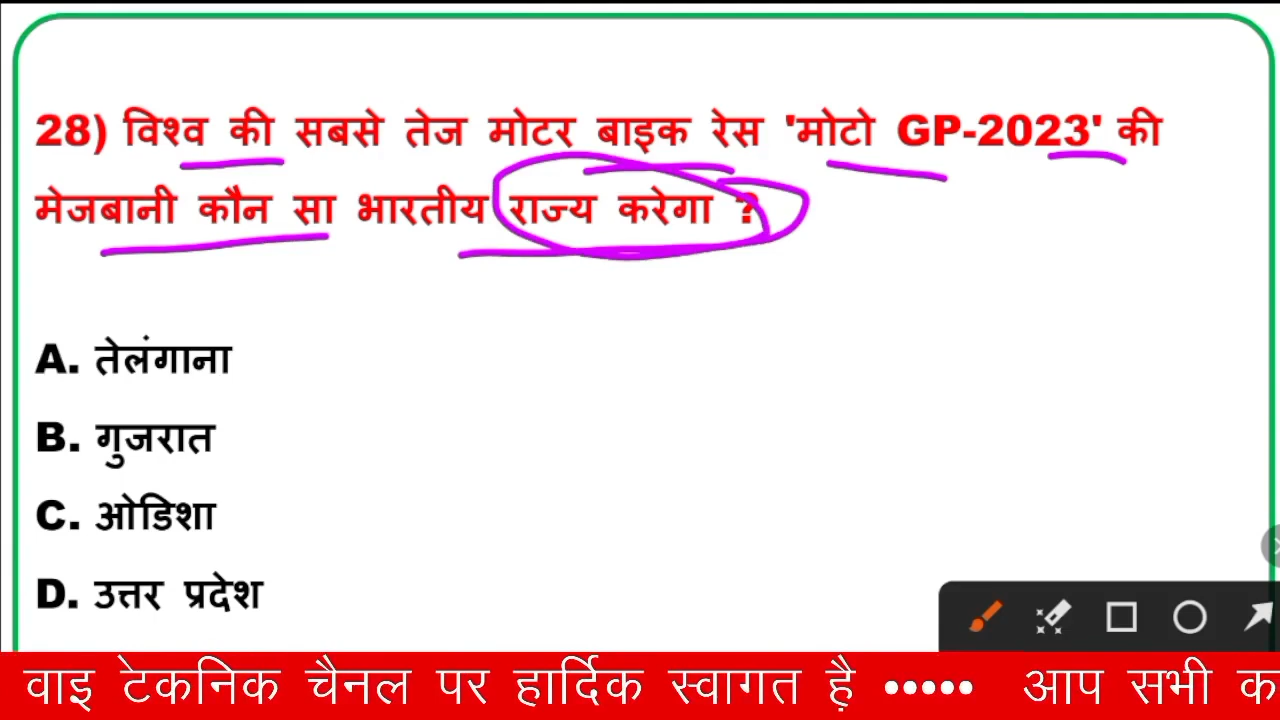 28) विश्व की सबसे तेज मोटर बाइक रेस 'मोटो GP-2023' की
मेजबानी कौन सा भारतीय राज्य करेगा ?
A. तेलंगाना
B. गुजरात
C. ओडिशा
D. उत्तर प्रदेश
वाइ टेकनिक चैनल पर हार्दिक स्वागत है़ ••••• आप सभी क